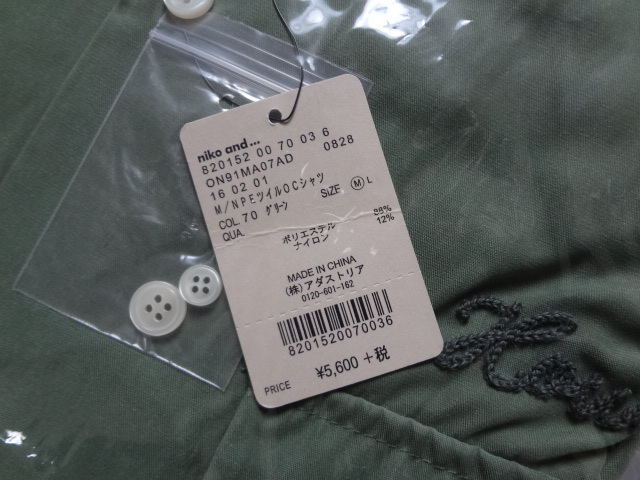 niko and...
820152 00 70 03 6
ON91MA07AD 0828
16 02 01
M/NPEツイルOCシャツ
COL.70 グリーン SIZE M L
QUA.
ポリエステル 88%
ナイロン 12%
MADE IN CHINA
(株)アダストリア
0120-601-162
8201520070036
PRICE ¥5,600 +税